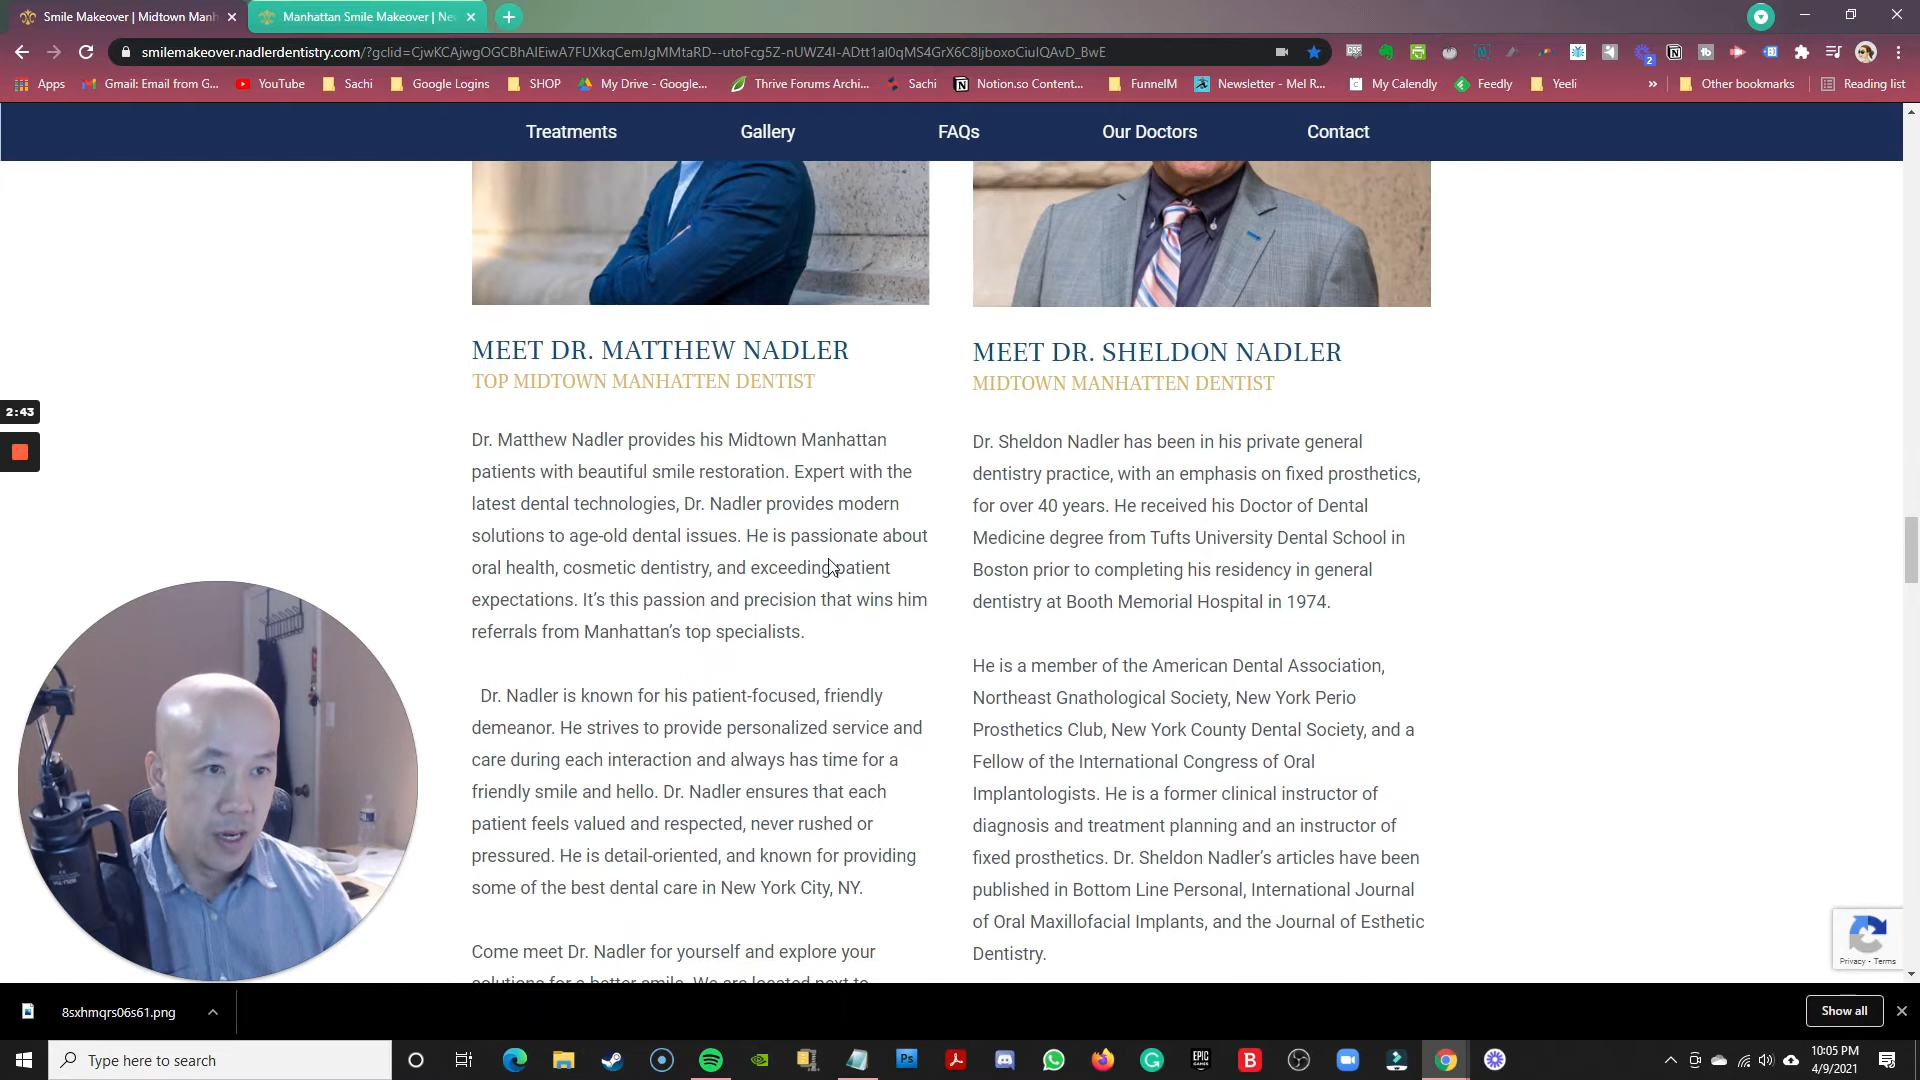 Smile Makeover | Midtown Manh
Manhattan Smile Makeover | Ne
smilemakeover.nadlerdentistry.com/?gclid=CjwKCAjwgOGCBhAlEiwA7FUXkqCemJgMMtaRD--utoFcg5Z-nUWZ4I-ADtt1al0qMS4GrX6C8ljboxoCiuIQAvD_BwE
Apps
Gmail: Email from G...
YouTube
Sachi
Google Logins
SHOP
My Drive - Google...
Thrive Forums Archi...
Sachi
Notion.so Content...
FunnelM
Newsletter - Mel R...
My Calendly
Feedly
Yeeli
»
Other bookmarks
Reading list
Treatments
Gallery
FAQs
Our Doctors
Contact
MEET DR. MATTHEW NADLER
TOP MIDTOWN MANHATTEN DENTIST
Dr. Matthew Nadler provides his Midtown Manhattan
patients with beautiful smile restoration. Expert with the
latest dental technologies, Dr. Nadler provides modern
solutions to age-old dental issues. He is passionate about
oral health, cosmetic dentistry, and exceeding patient
expectations. It's this passion and precision that wins him
referrals from Manhattan's top specialists.
Dr. Nadler is known for his patient-focused, friendly
demeanor. He strives to provide personalized service and
care during each interaction and always has time for a
friendly smile and hello. Dr. Nadler ensures that each
patient feels valued and respected, never rushed or
pressured. He is detail-oriented, and known for providing
some of the best dental care in New York City, NY.
Come meet Dr. Nadler for yourself and explore your
solutions for a better smile. We are located next to
MEET DR. SHELDON NADLER
MIDTOWN MANHATTEN DENTIST
Dr. Sheldon Nadler has been in his private general
dentistry practice, with an emphasis on fixed prosthetics,
for over 40 years. He received his Doctor of Dental
Medicine degree from Tufts University Dental School in
Boston prior to completing his residency in general
dentistry at Booth Memorial Hospital in 1974.
He is a member of the American Dental Association,
Northeast Gnathological Society, New York Perio
Prosthetics Club, New York County Dental Society, and a
Fellow of the International Congress of Oral
Implantologists. He is a former clinical instructor of
diagnosis and treatment planning and an instructor of
fixed prosthetics. Dr. Sheldon Nadler's articles have been
published in Bottom Line Personal, International Journal
of Oral Maxillofacial Implants, and the Journal of Esthetic
Dentistry.
2:43
Privacy - Terms
8sxhmqrs06s61.png
Show all
Type here to search
10:05 PM
4/9/2021